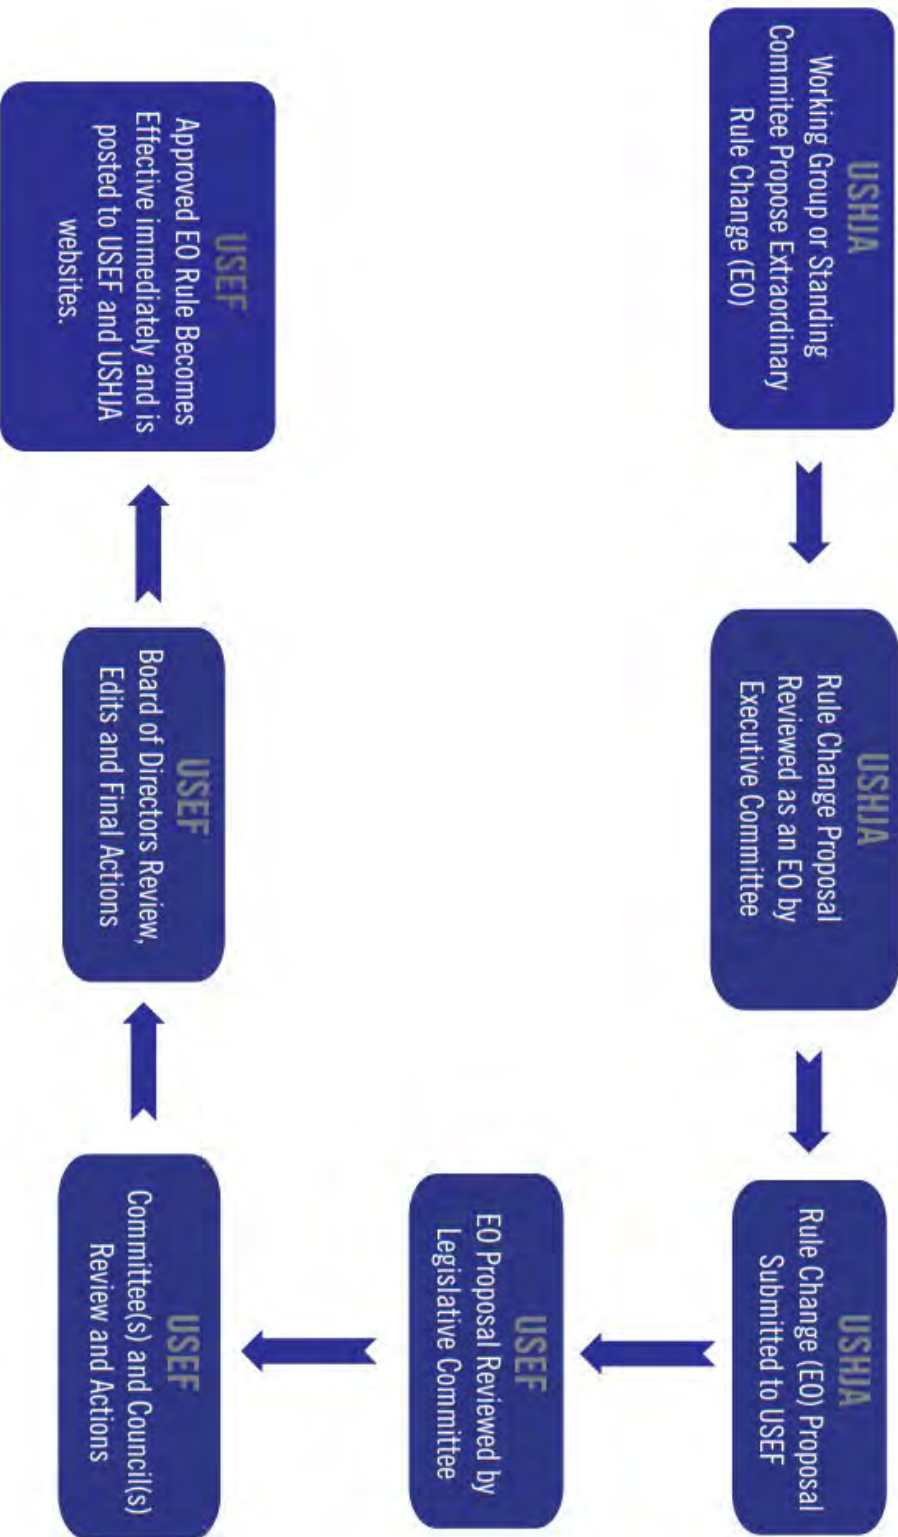 USHJA
Working Group or Standing
Commitee Propose Extraordinary
Rule Change (EO)
USHJA
Rule Change Proposal
Reviewed as an EO by
Executive Committee
USHJA
Rule Change (EO) Proposal
Submitted to USEF
USEF
EO Proposal Reviewed by
Legislative Committee
USEF
Committee(s) and Council(s)
Review and Actions
USEF
Board of Directors Review,
Edits and Final Actions
USEF
Approved EO Rule Becomes
Effective immediately and is
posted to USEF and USHJA
websites.